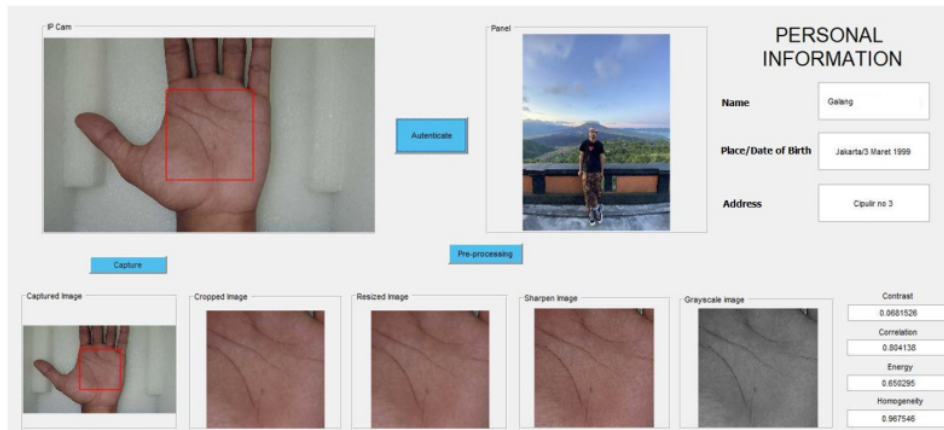 IP Cam
Panel
PERSONAL
INFORMATION
Name
Galang
Autenticate
Place/Date of Birth
Jakarta/3 Maret 1999
Address
Cipulir no 3
Capture
Pre-processing
Captured Image
Cropped Image
Resized Image
Sharpen Image
Grayscale image
Contrast
0.0681526
Correlation
0.804138
Energy
0.650295
Homogeneity
0.967546